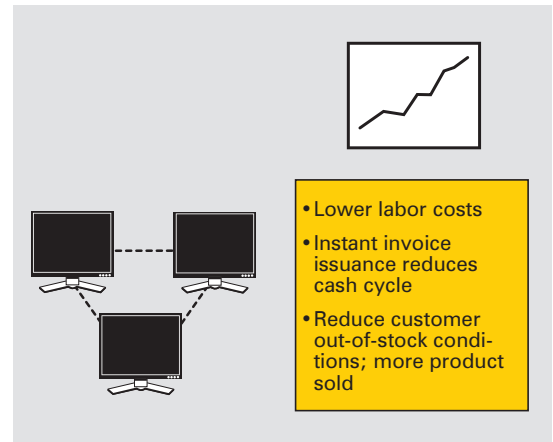 •Lower labor costs
•Instant invoice
issuance reduces
cash cycle
•Reduce customer
out-of-stock condi-
tions; more product
sold